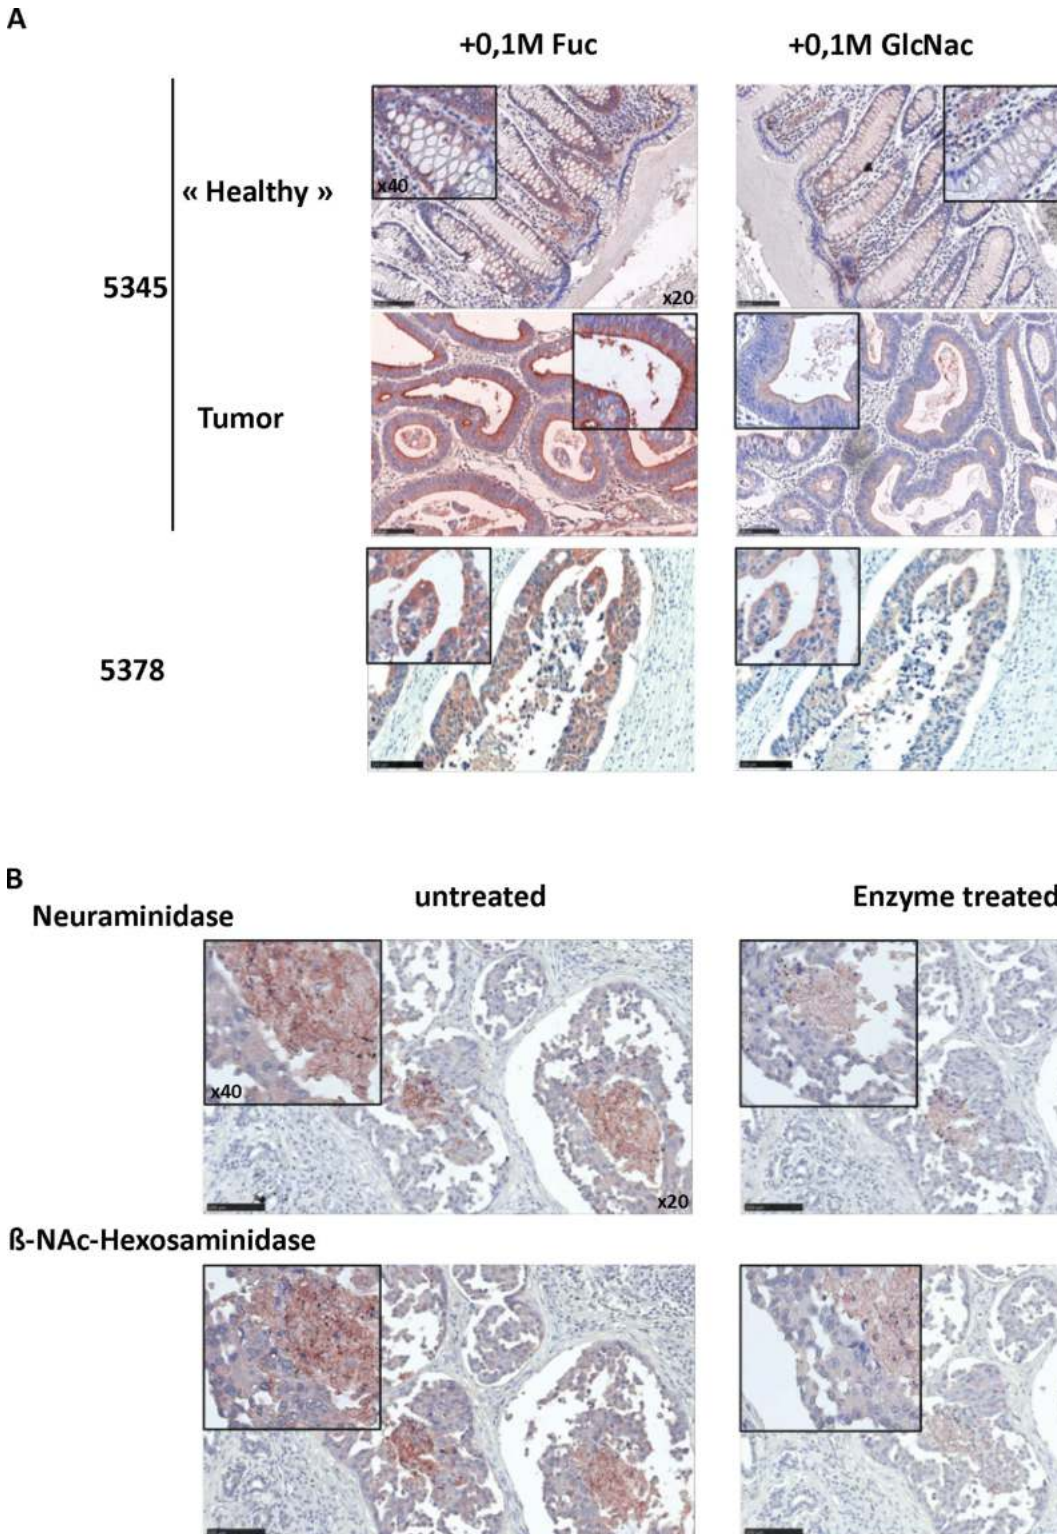 A
+0,1M Fuc
+0,1M GlcNac
x40
« Healthy »
5345
x20
Tumor
5378
B
untreated
Enzyme treated
Neuraminidase
x40
x20
ß-NAc-Hexosaminidase